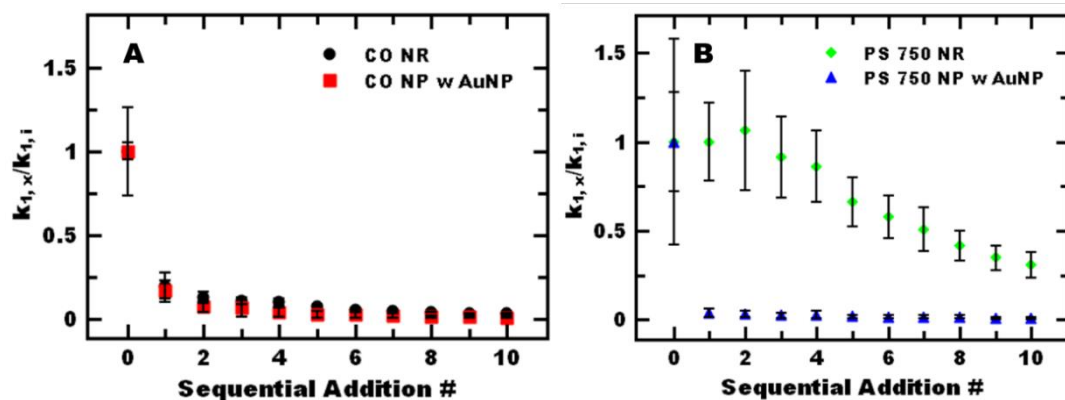 A
CO NR
CO NP w AuNP
1.5
1
0.5
0
k1, x/k1, i
0 2 4 6 8 10
Sequential Addition #
B
PS 750 NR
PS 750 NP w AuNP
1.5
1
0.5
0
k1, x/k1, i
0 2 4 6 8 10
Sequential Addition #